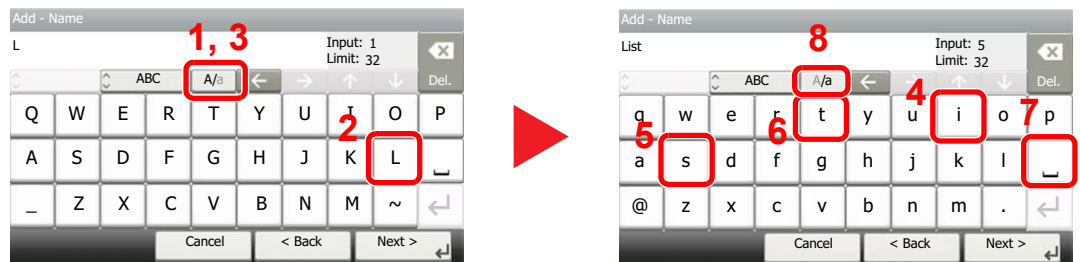 Add - Name
L
Input: 1
Limit: 32
1, 3
ABC
A/a
Del.
Q W E R T Y U I O P
2
A S D F G H J K L
_ Z X C V B N M ~
Cancel
< Back
Next >
Add - Name
List
Input: 5
Limit: 32
8
ABC
A/a
Del.
4
q w e r t y u i o p
5
6
7
a s d f g h j k l
@ z x c v b n m .
Cancel
< Back
Next >